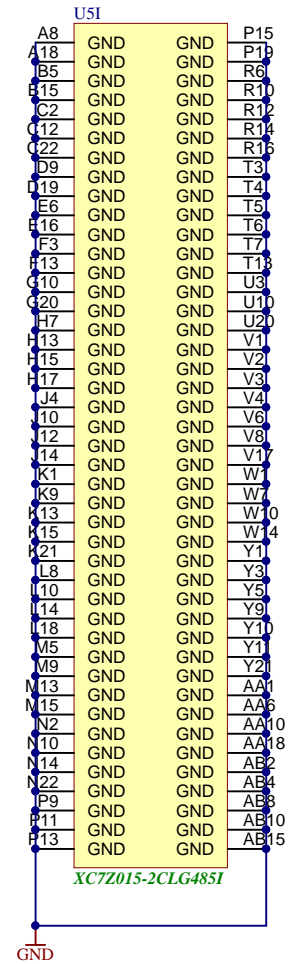 U5I
A8 GND GND P15
A18 GND GND P19
B5 GND GND R6
B15 GND GND R10
C2 GND GND R12
C12 GND GND R14
C22 GND GND R16
D9 GND GND T3
D19 GND GND T4
E6 GND GND T5
E16 GND GND T6
F3 GND GND T7
F13 GND GND T13
G10 GND GND U3
G20 GND GND U10
H7 GND GND U20
H13 GND GND V1
H15 GND GND V2
H17 GND GND V3
J4 GND GND V4
J10 GND GND V6
J12 GND GND V8
J14 GND GND V17
K1 GND GND W1
K9 GND GND W7
K13 GND GND W10
K15 GND GND W14
K21 GND GND Y1
L8 GND GND Y3
L10 GND GND Y5
L14 GND GND Y9
L18 GND GND Y10
M5 GND GND Y11
M9 GND GND Y21
M13 GND GND AA1
M15 GND GND AA6
N2 GND GND AA10
N10 GND GND AA18
N14 GND GND AB2
N22 GND GND AB4
P9 GND GND AB8
P11 GND GND AB10
P13 GND GND AB15
XC7Z015-2CLG485I
GND